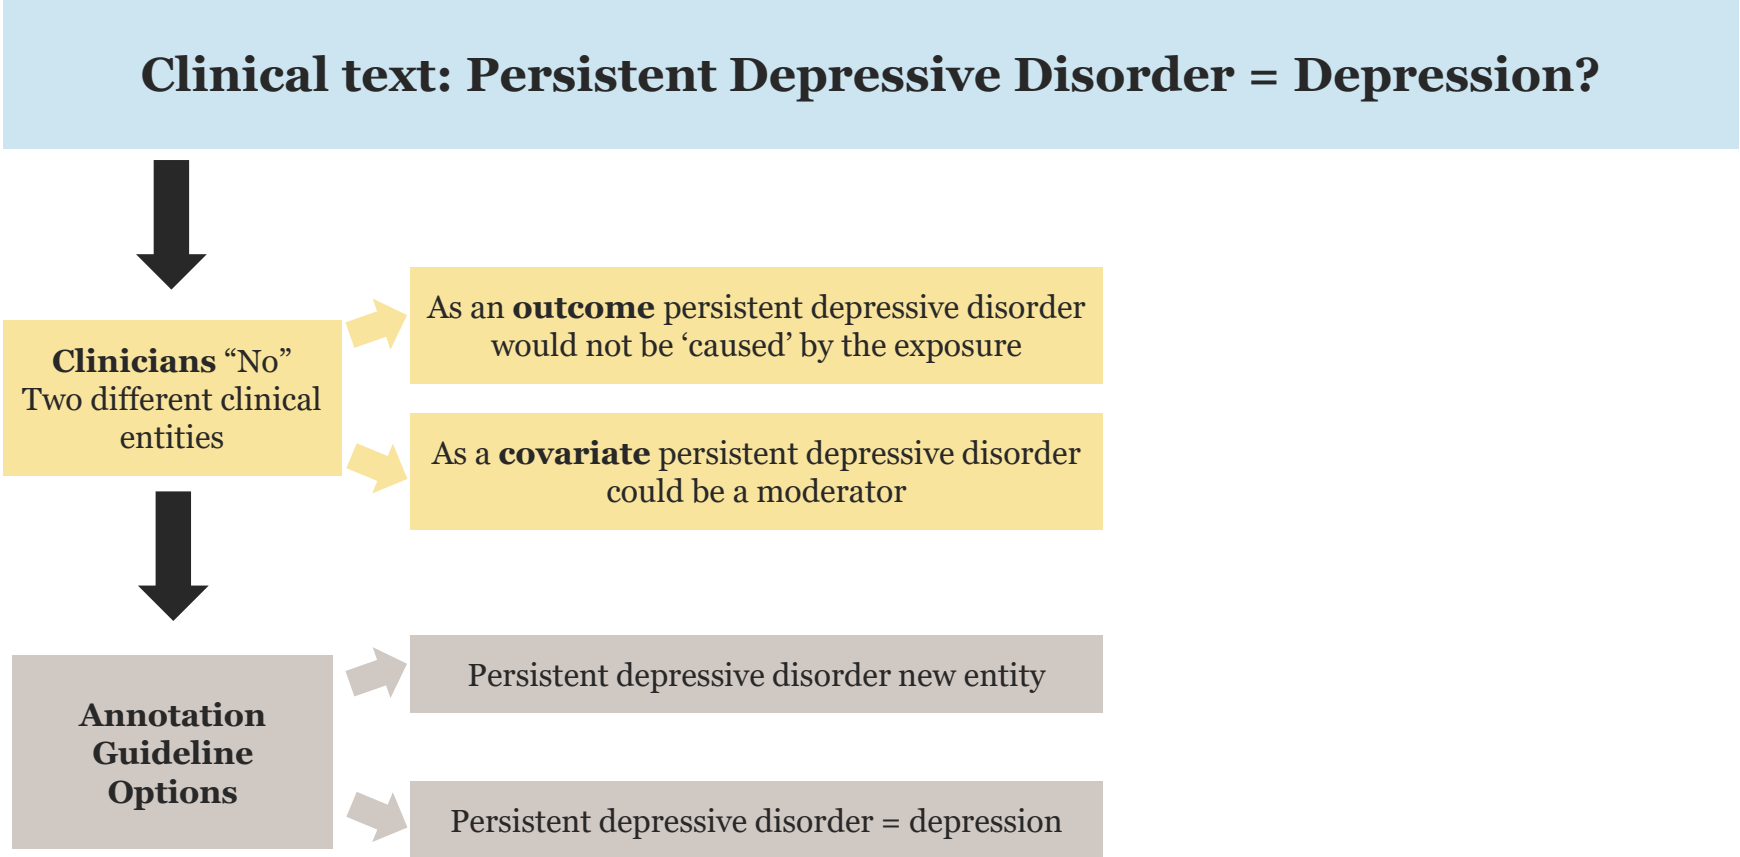 Clinical text: Persistent Depressive Disorder = Depression?
Clinicians “No”
Two different clinical
entities
As an outcome persistent depressive disorder
would not be ‘caused’ by the exposure
As a covariate persistent depressive disorder
could be a moderator
Annotation
Guideline
Options
Persistent depressive disorder new entity
Persistent depressive disorder = depression